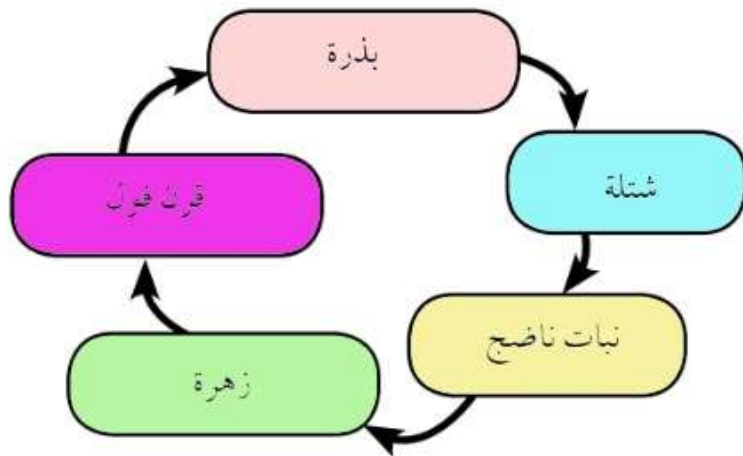 بذرة
شتلة
نبات ناضج
زهرة
قرن فول